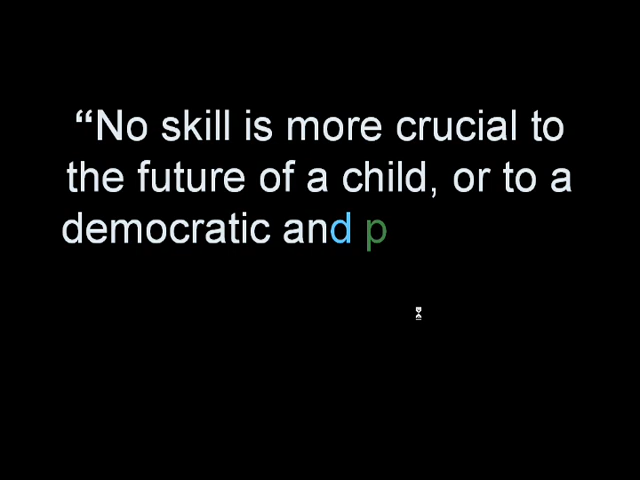 “No skill is more crucial to
the future of a child, or to a
democratic and p